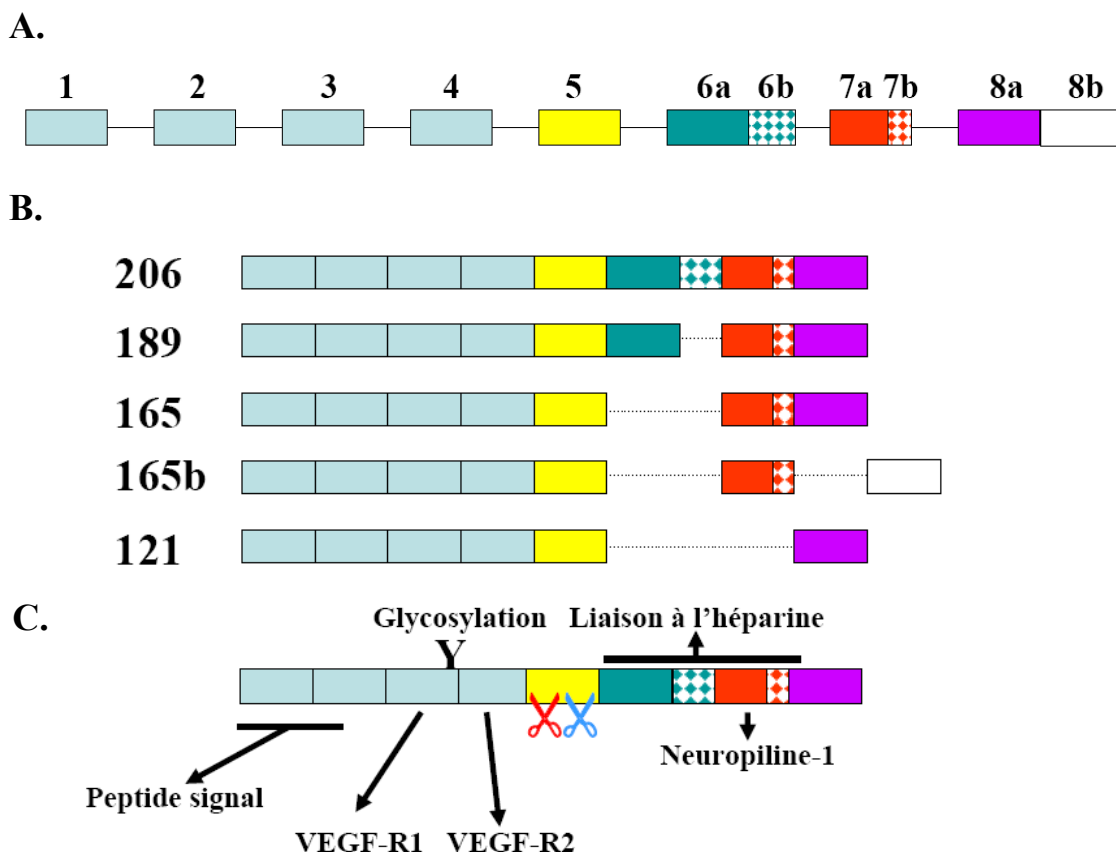 A.
1 2 3 4 5 6a 6b 7a 7b 8a 8b
B.
206
189
165
165b
121
C.
Glycosylation Liaison à l'héparine
Y
Neuropiline-1
Peptide signal
VEGF-R1 VEGF-R2